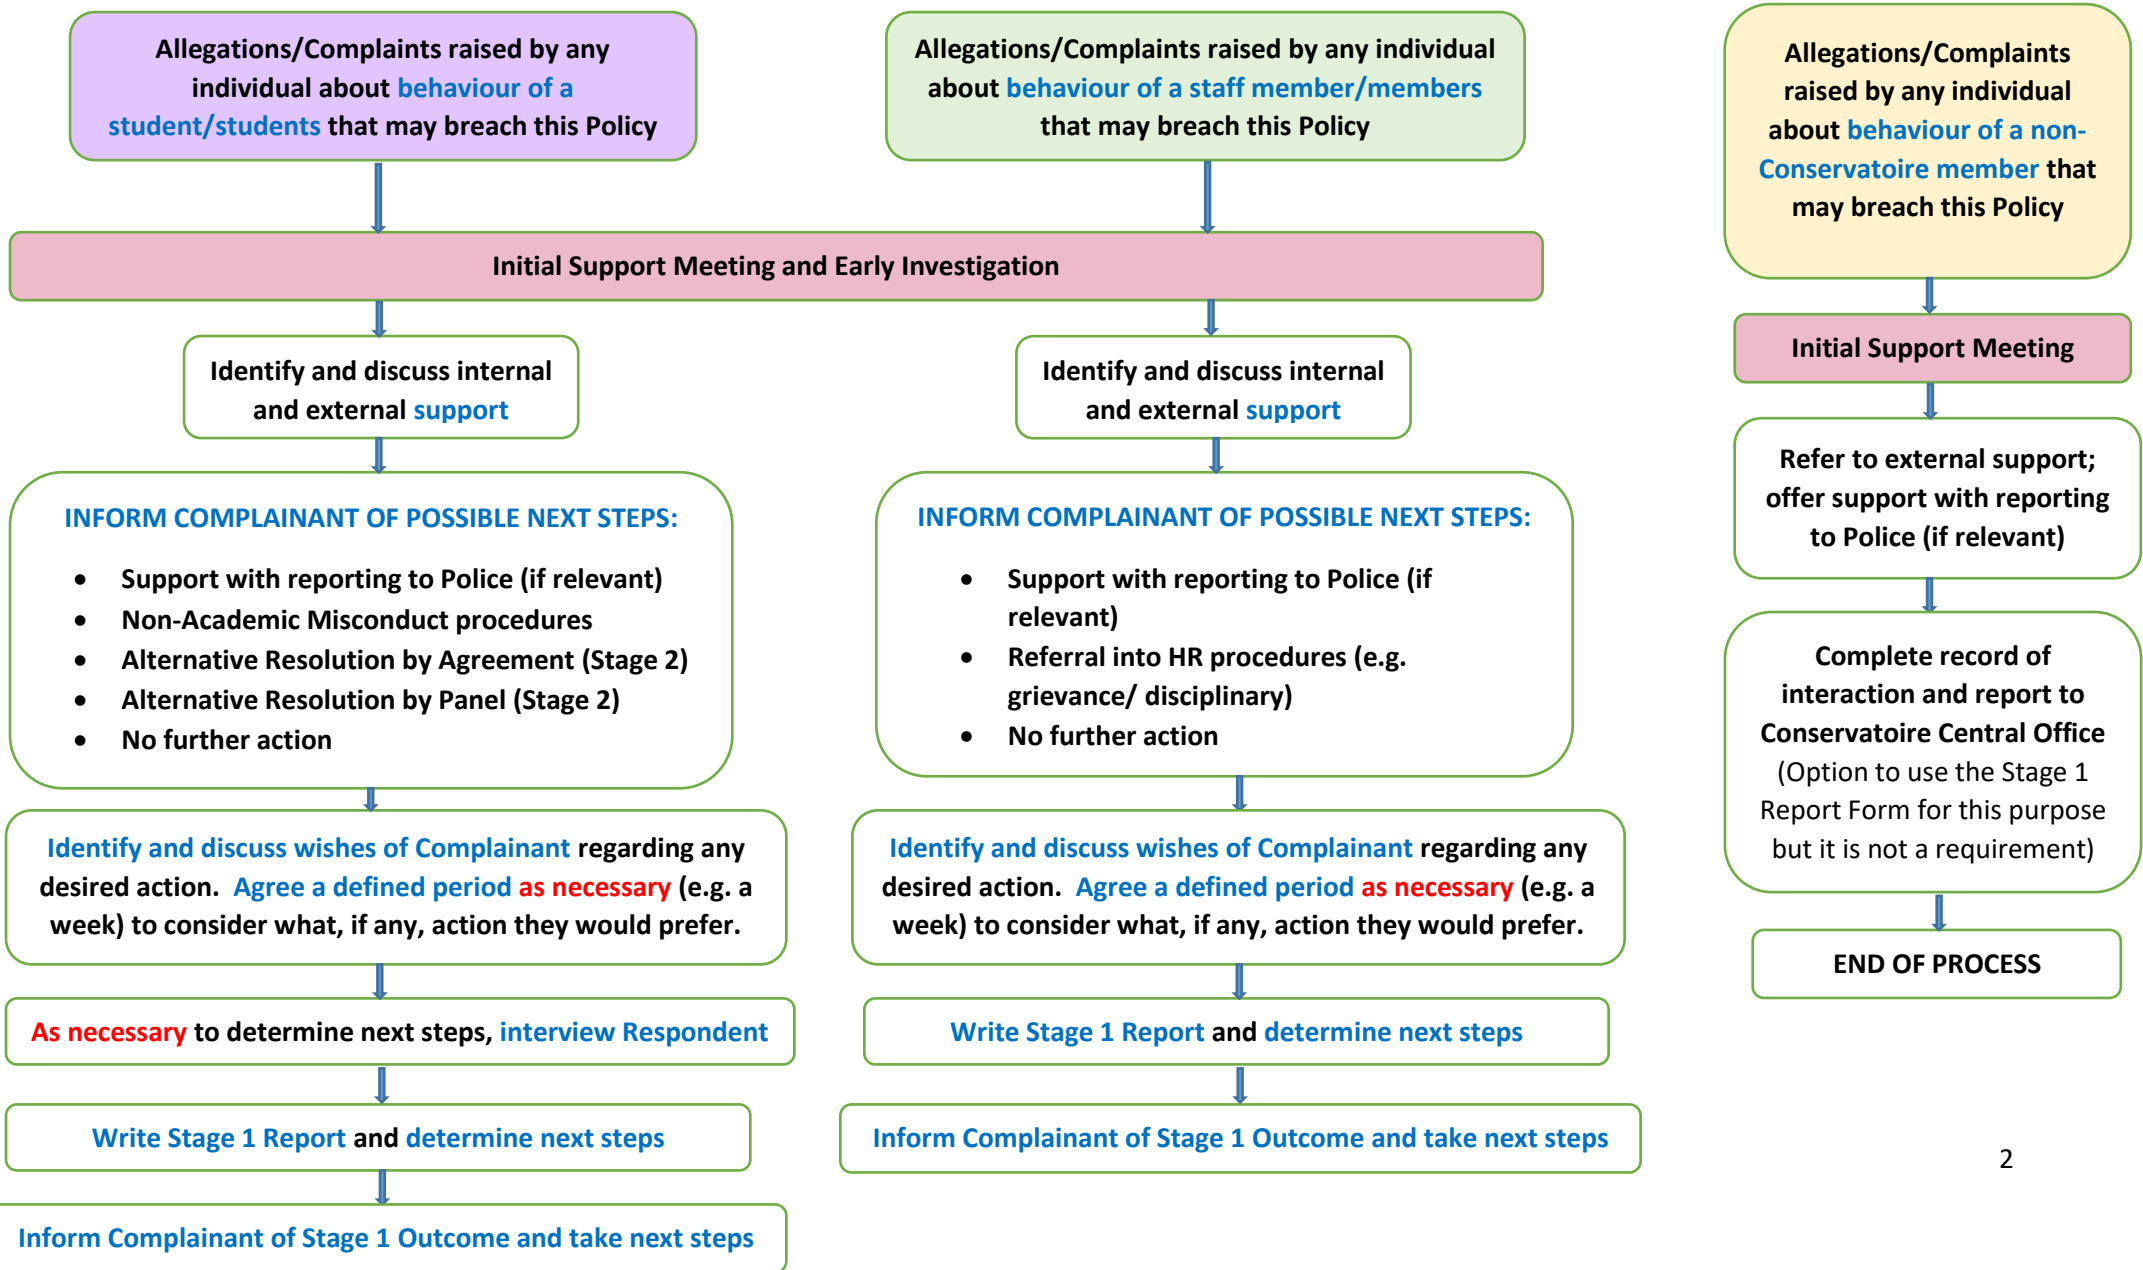 Allegations/Complaints raised by any
individual about behaviour of a
student/students that may breach this Policy
Allegations/Complaints raised by any individual
about behaviour of a staff member/members
that may breach this Policy
Allegations/Complaints
raised by any individual
about behaviour of a non-
Conservatoire member that
may breach this Policy
Initial Support Meeting and Early Investigation
Identify and discuss internal
and external support
INFORM COMPLAINANT OF POSSIBLE NEXT STEPS:
• Support with reporting to Police (if relevant)
• Non-Academic Misconduct procedures
• Alternative Resolution by Agreement (Stage 2)
• Alternative Resolution by Panel (Stage 2)
• No further action
Identify and discuss wishes of Complainant regarding any
desired action.  Agree a defined period as necessary (e.g. a
week) to consider what, if any, action they would prefer.
As necessary to determine next steps, interview Respondent
Write Stage 1 Report and determine next steps
Inform Complainant of Stage 1 Outcome and take next steps
Identify and discuss internal
and external support
INFORM COMPLAINANT OF POSSIBLE NEXT STEPS:
• Support with reporting to Police (if
relevant)
• Referral into HR procedures (e.g.
grievance/ disciplinary)
• No further action
Identify and discuss wishes of Complainant regarding any
desired action.  Agree a defined period as necessary (e.g. a
week) to consider what, if any, action they would prefer.
Write Stage 1 Report and determine next steps
Inform Complainant of Stage 1 Outcome and take next steps
Initial Support Meeting
Refer to external support;
offer support with reporting
to Police (if relevant)
Complete record of
interaction and report to
Conservatoire Central Office
(Option to use the Stage 1
Report Form for this purpose
but it is not a requirement)
END OF PROCESS
2